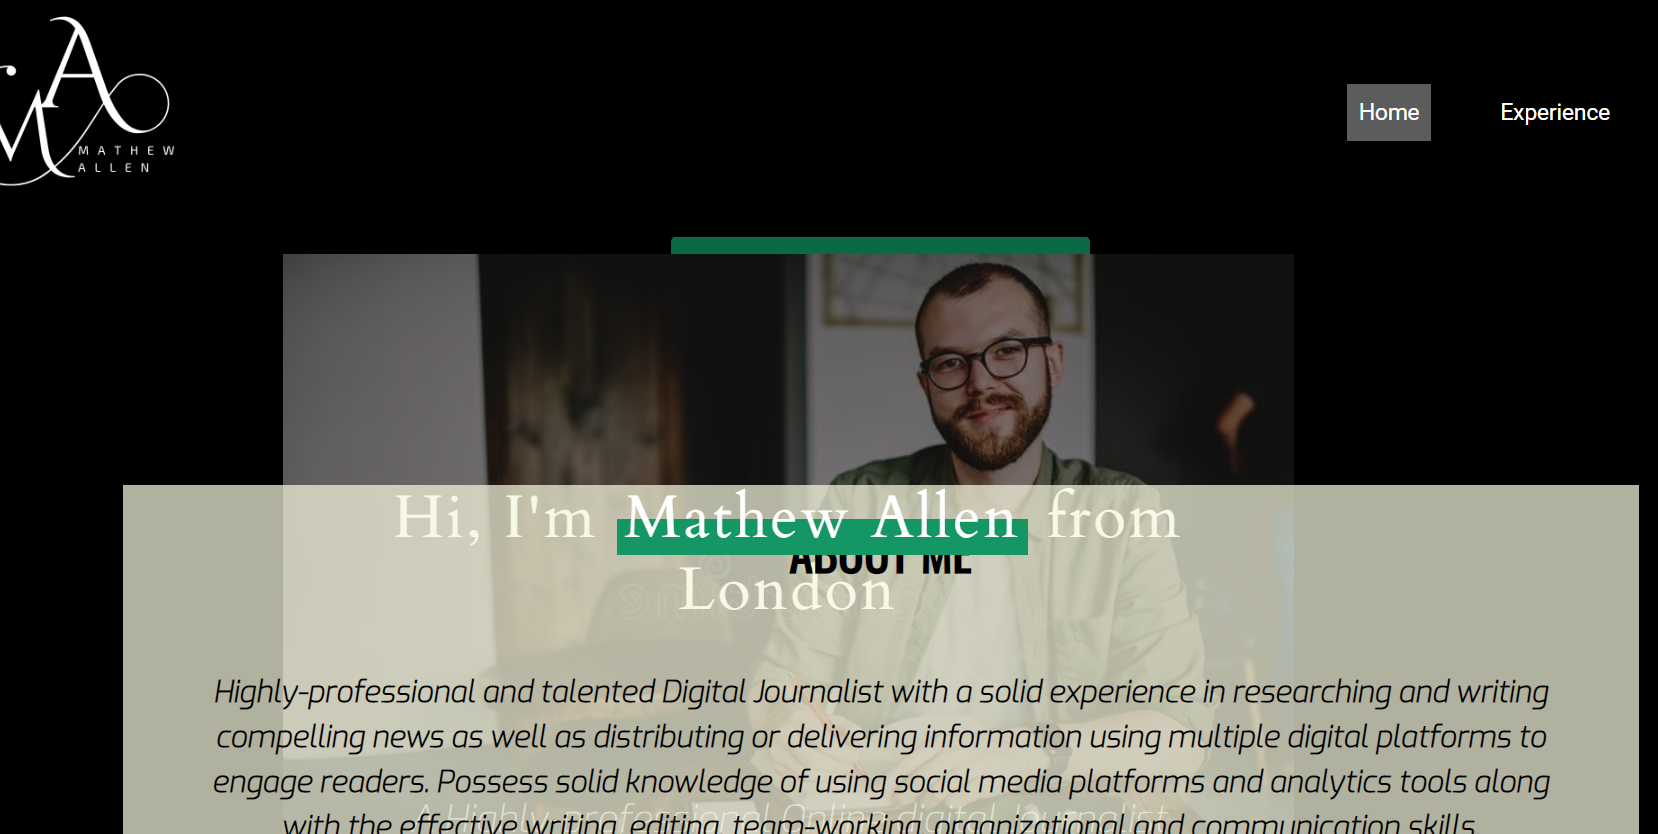 MATHEW
ALLEN
Home
Experience
Hi, I'm Mathew Allen from
ABOUT ME
London
Highly-professional and talented Digital Journalist with a solid experience in researching and writing
compelling news as well as distributing or delivering information using multiple digital platforms to
engage readers. Possess solid knowledge of using social media platforms and analytics tools along
A Highly professional Online digital Journalist
with the effective writing, editing, team-working organizational and communication skills.